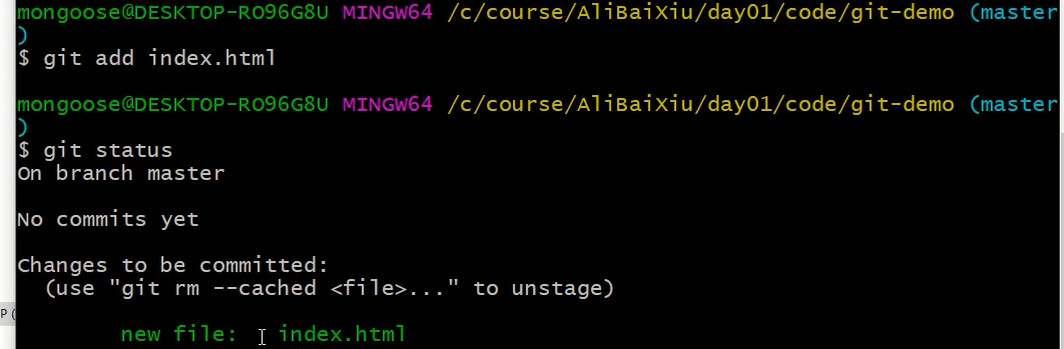 mongoose@DESKTOP-RO96G8U MINGW64 /c/course/AliBaiXiu/day01/code/git-demo (master
)
$ git add index.html
mongoose@DESKTOP-RO96G8U MINGW64 /c/course/AliBaiXiu/day01/code/git-demo (master
)
$ git status
On branch master
No commits yet
Changes to be committed:
(use "git rm --cached <file>..." to unstage)
P (
new file: index.html